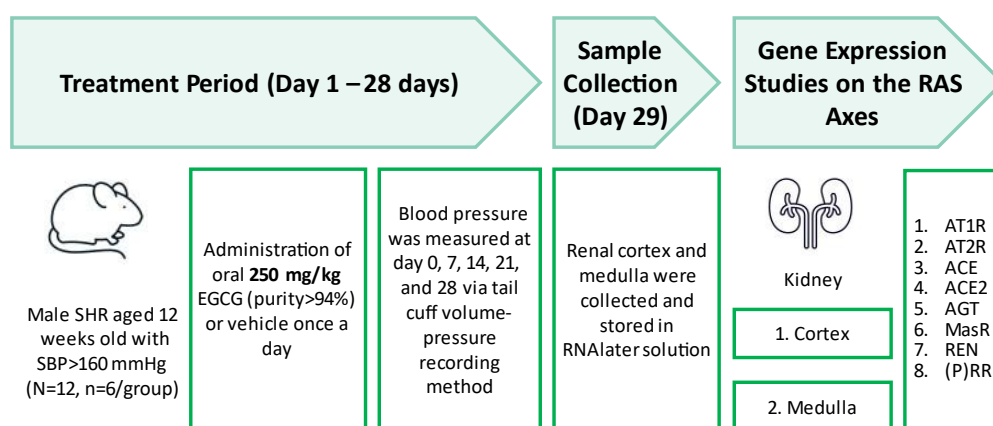 Treatment Period (Day 1 – 28 days)
Sample
Collection
(Day 29)
Gene Expression
Studies on the RAS
Axes
Male SHR aged 12
weeks old with
SBP>160 mmHg
(N=12, n=6/group)
Administration of
oral 250 mg/kg
EGCG (purity>94%)
or vehicle once a
day
Blood pressure
was measured at
day 0, 7, 14, 21,
and 28 via tail
cuff volume-
pressure
recording
method
Renal cortex and
medulla were
collected and
stored in
RNAlater solution
Kidney
1. Cortex
2. Medulla
1. AT1R
2. AT2R
3. ACE
4. ACE2
5. AGT
6. MasR
7. REN
8. (P)RR